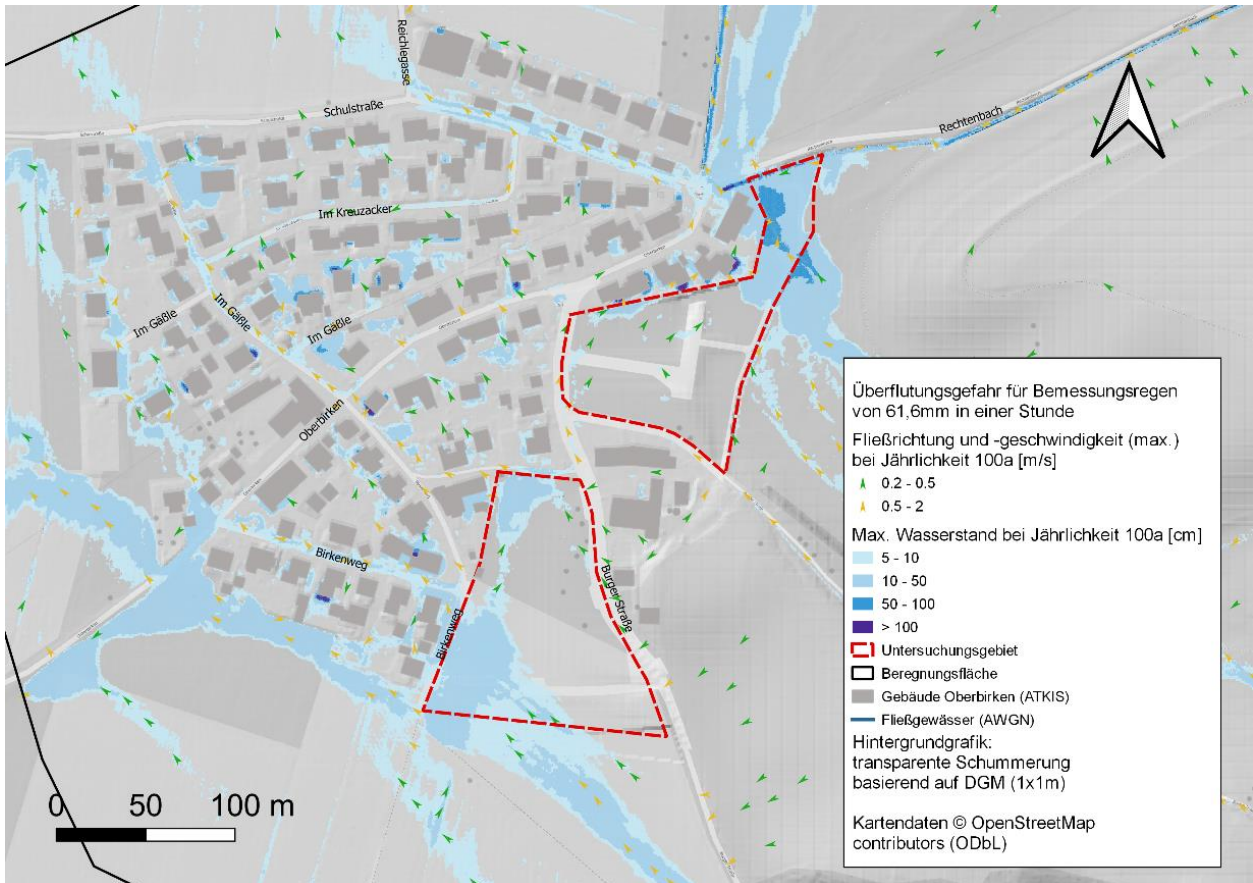 Reichlegasse
Schulstraße
Rechtenbach
Im Kreuzacker
Im Gäßle
Im Gäßle
Im Gäßle
Oberbirken
Birkenweg
Birkenweg
Burger Straße
0 50 100 m
Überflutungsgefahr für Bemessungsregen
von 61,6mm in einer Stunde
Fließrichtung und -geschwindigkeit (max.)
bei Jährlichkeit 100a [m/s]
0.2 - 0.5
0.5 - 2
Max. Wasserstand bei Jährlichkeit 100a [cm]
5 - 10
10 - 50
50 - 100
> 100
Untersuchungsgebiet
Beregnungsfläche
Gebäude Oberbirken (ATKIS)
Fließgewässer (AWGN)
Hintergrundgrafik:
transparente Schummerung
basierend auf DGM (1x1m)
Kartendaten © OpenStreetMap
contributors (ODbL)